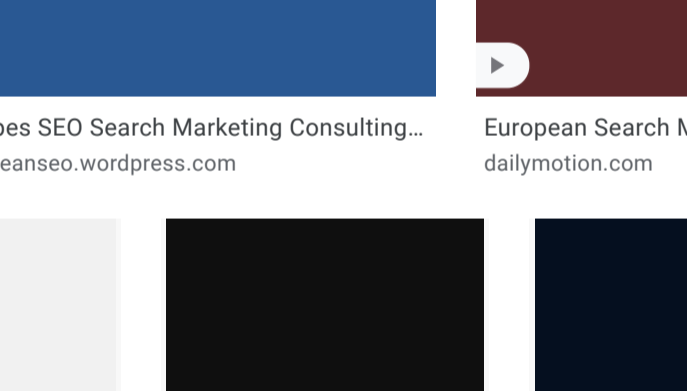 pes SEO Search Marketing Consulting...
eanseo.wordpress.com
European Search M
dailymotion.com